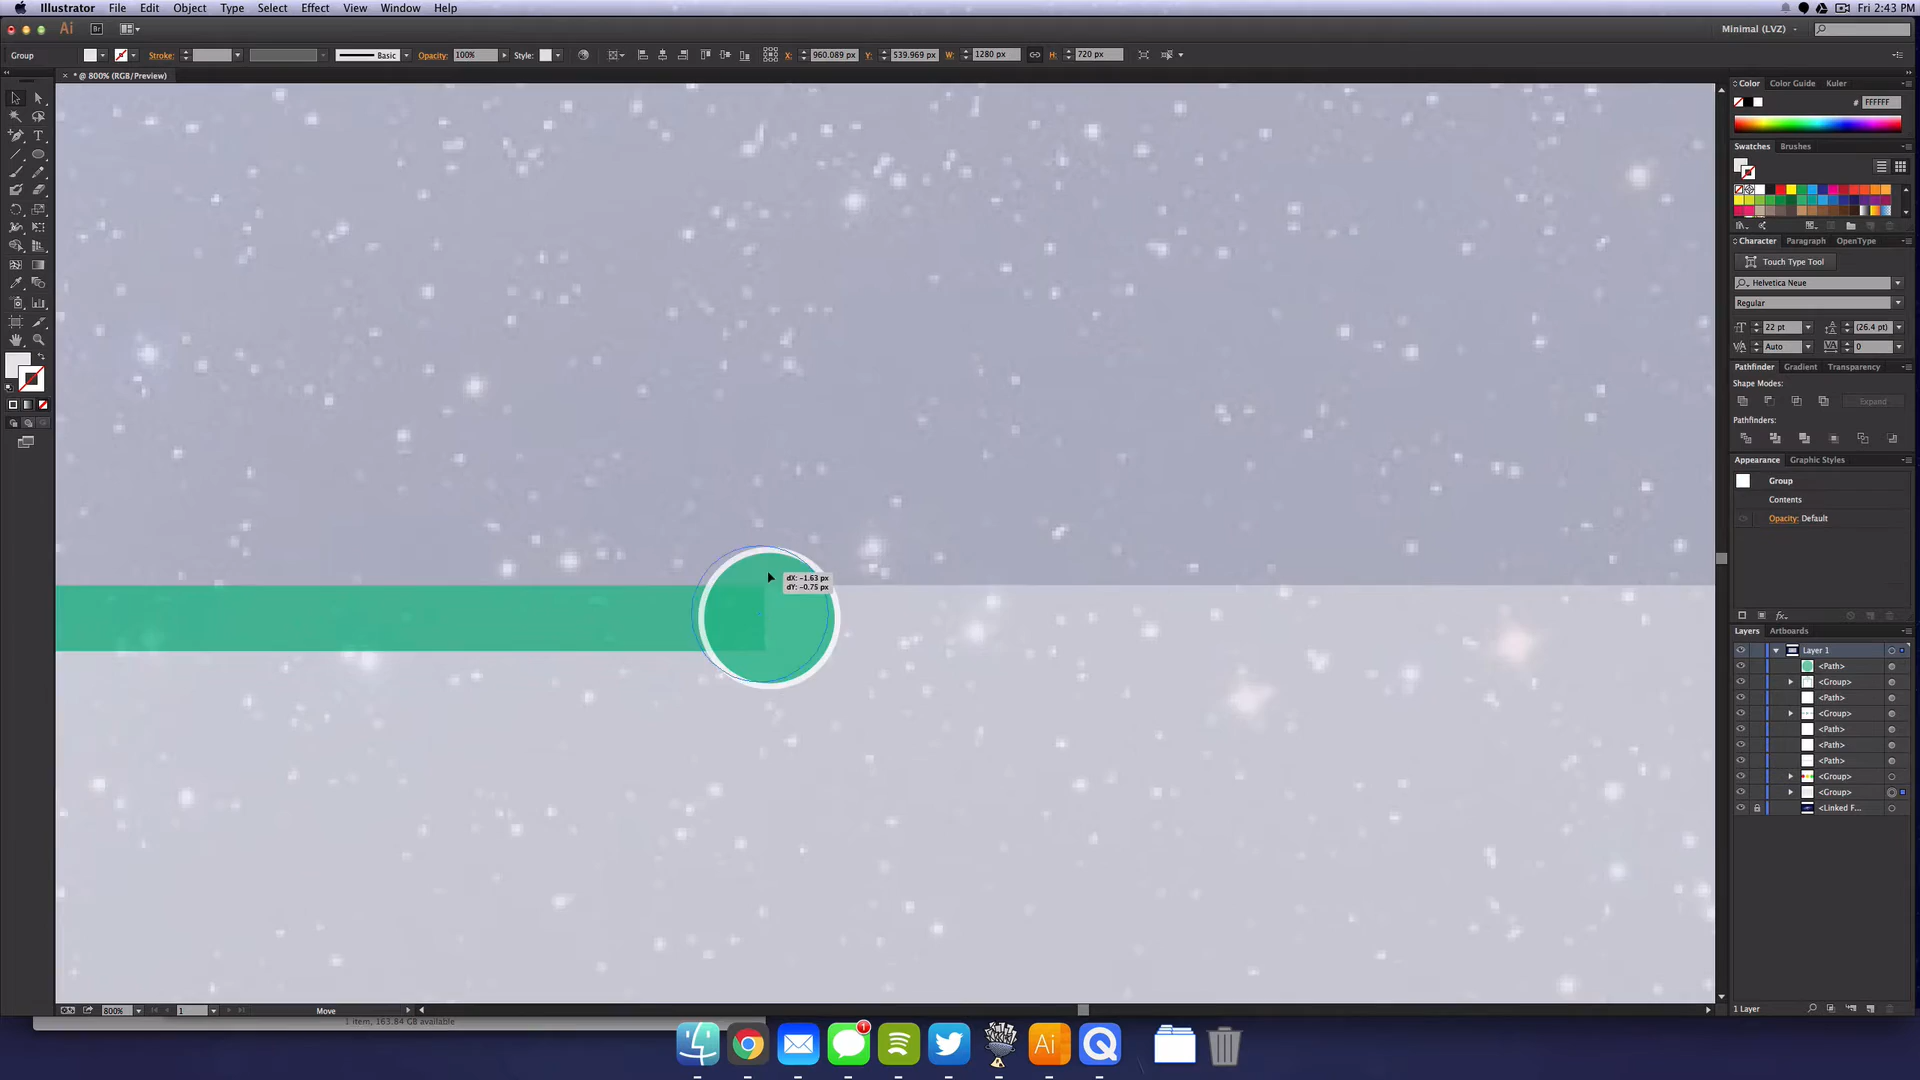 Illustrator File Edit Object Type Select Effect View Window Help
Fri 2:43 PM
Ai Br Minimal (LVZ)
Group Stroke: Basic Opacity: 100% Style: X: 960.089 px Y: 539.969 px W: 1280 px H: 720 px
* @ 800% (RGB/Preview)
Color Color Guide Kuler
# FFFFFF
Swatches Brushes
Character Paragraph OpenType
Touch Type Tool
Helvetica Neue
Regular
22 pt (26.4 pt)
Auto 0
Pathfinder Gradient Transparency
Shape Modes:
Expand
Pathfinders:
Appearance Graphic Styles
Group
Contents
Opacity: Default
fx
dX: -1.63 px
dY: -0.75 px
Layers Artboards
Layer 1
<Path>
<Group>
<Path>
<Group>
<Path>
<Path>
<Path>
<Group>
<Group>
<Linked F...
1 Layer
800% 1 Move
1 item, 163.84 GB available
1
Ai